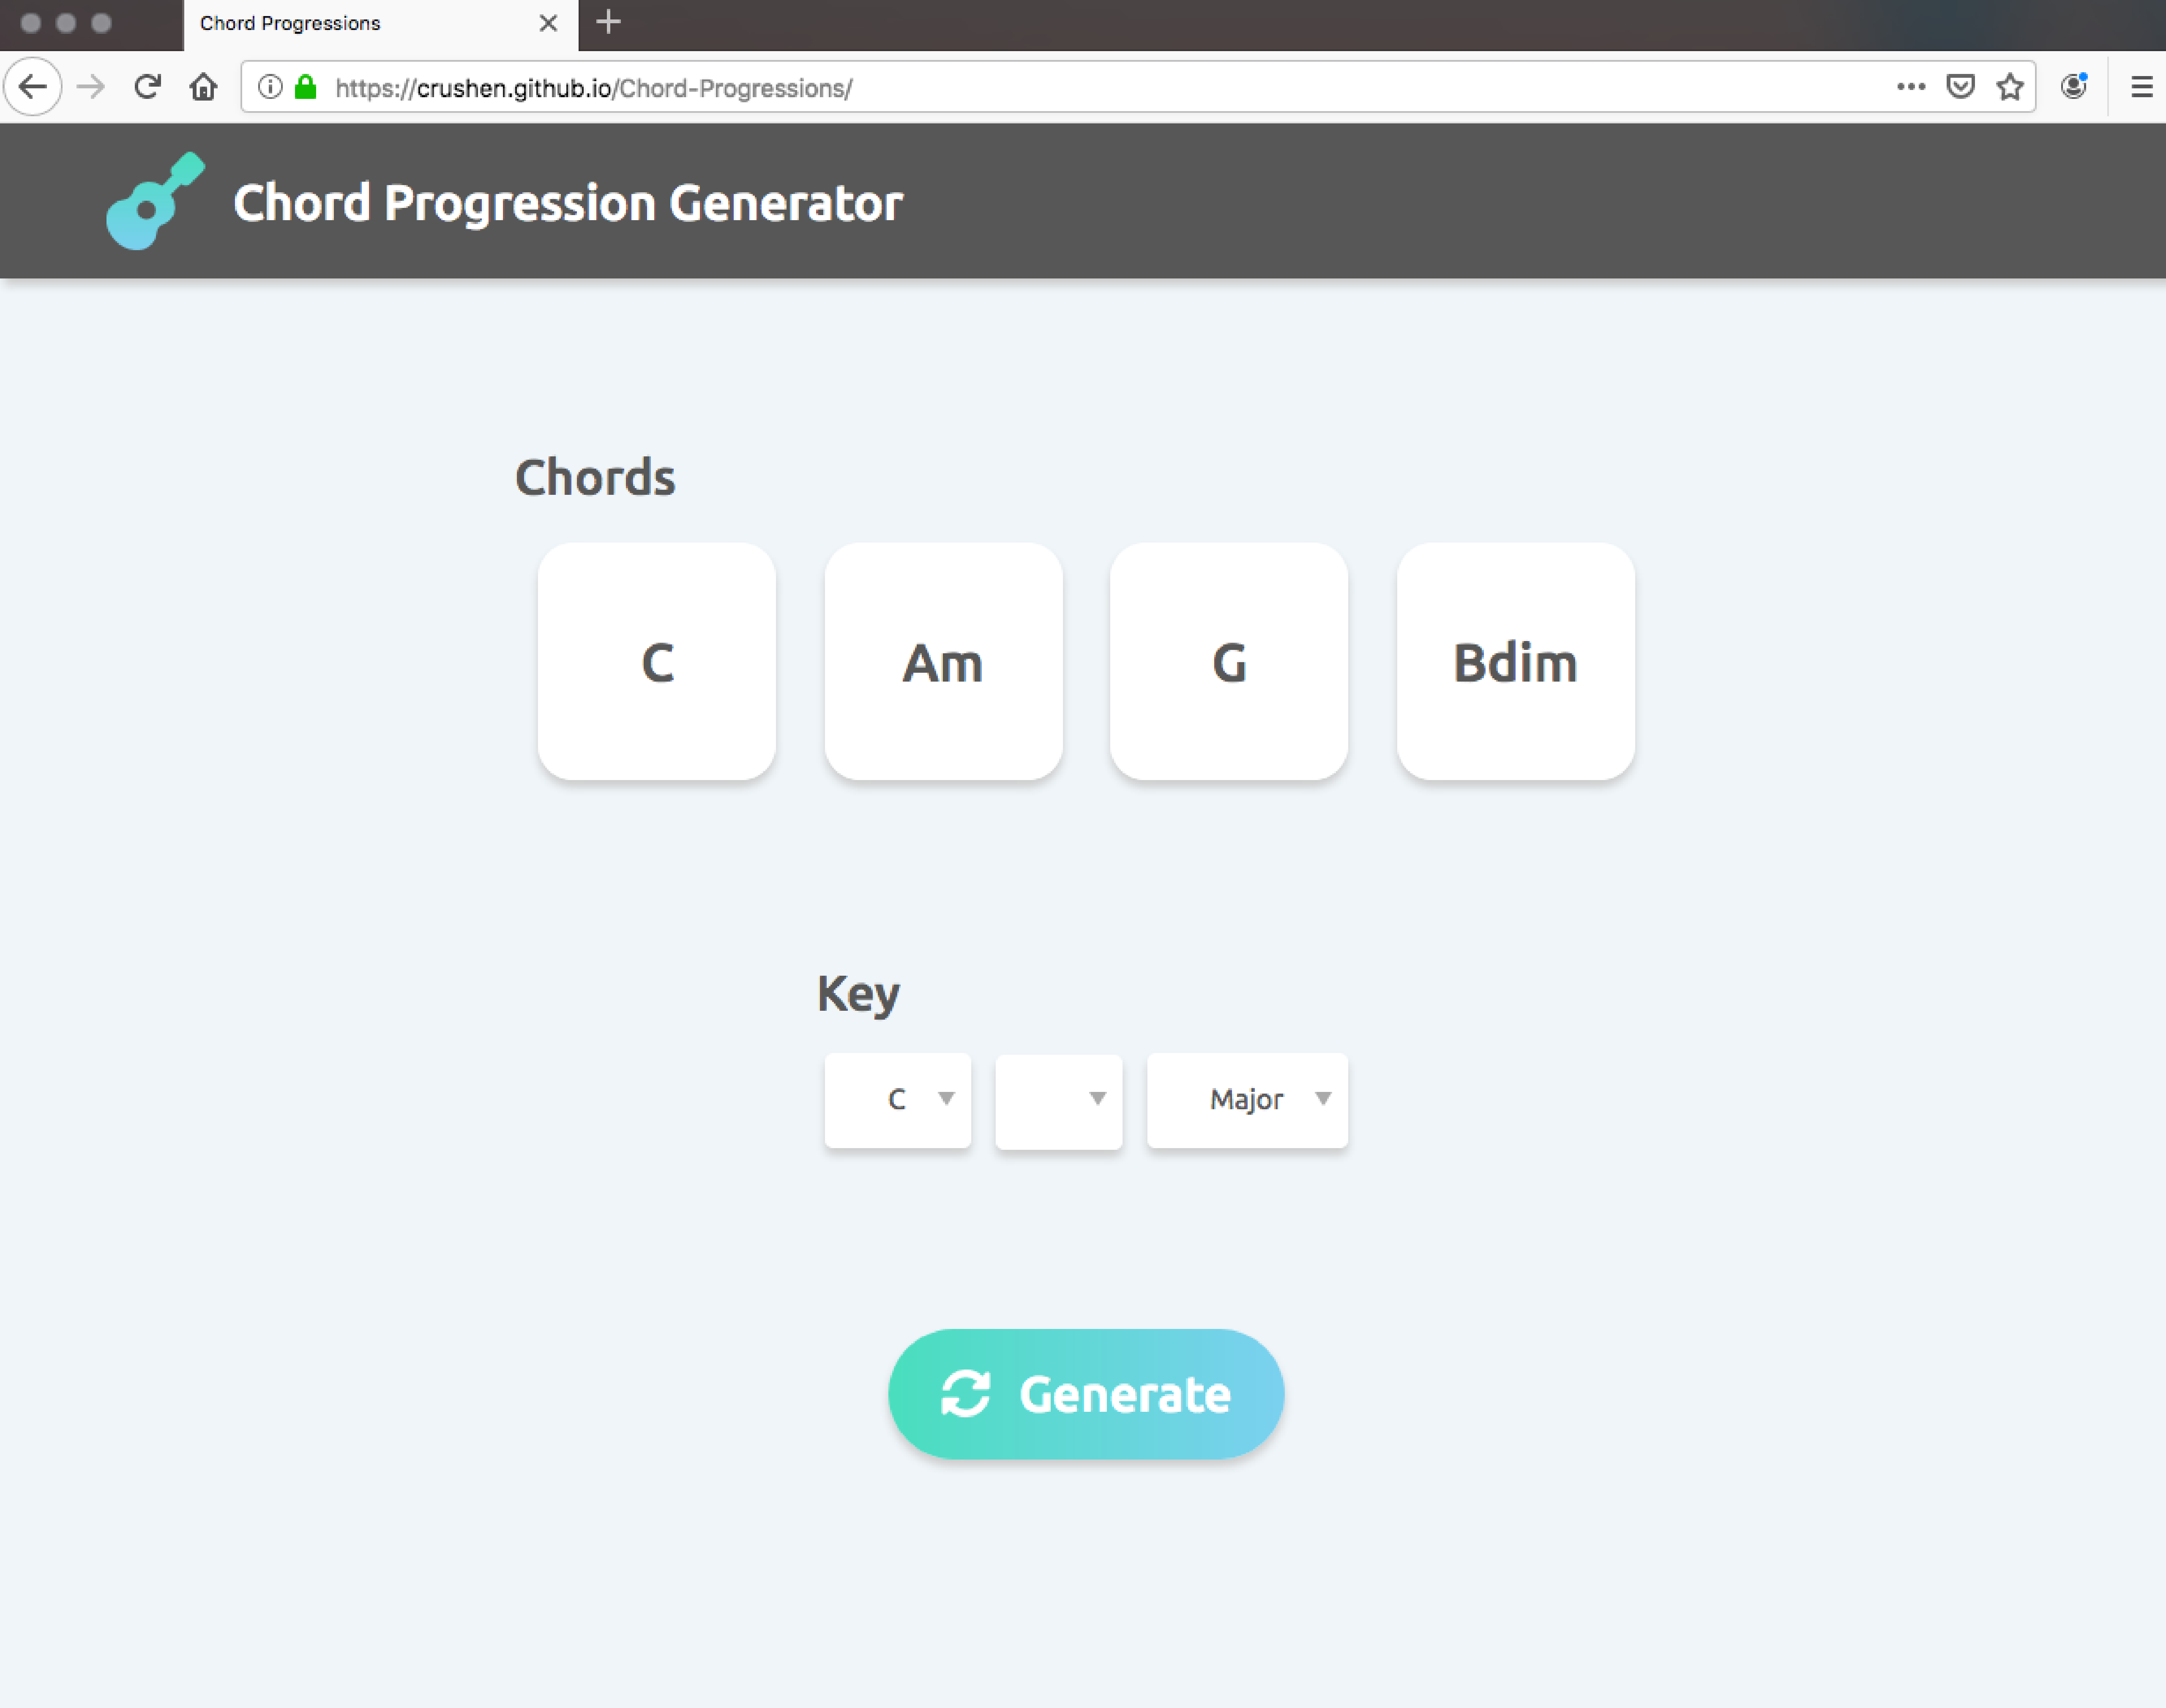 Chord Progressions
https://crushen.github.io/Chord-Progressions/
Chord Progression Generator
Chords
C Am G Bdim
Key
C Major
Generate